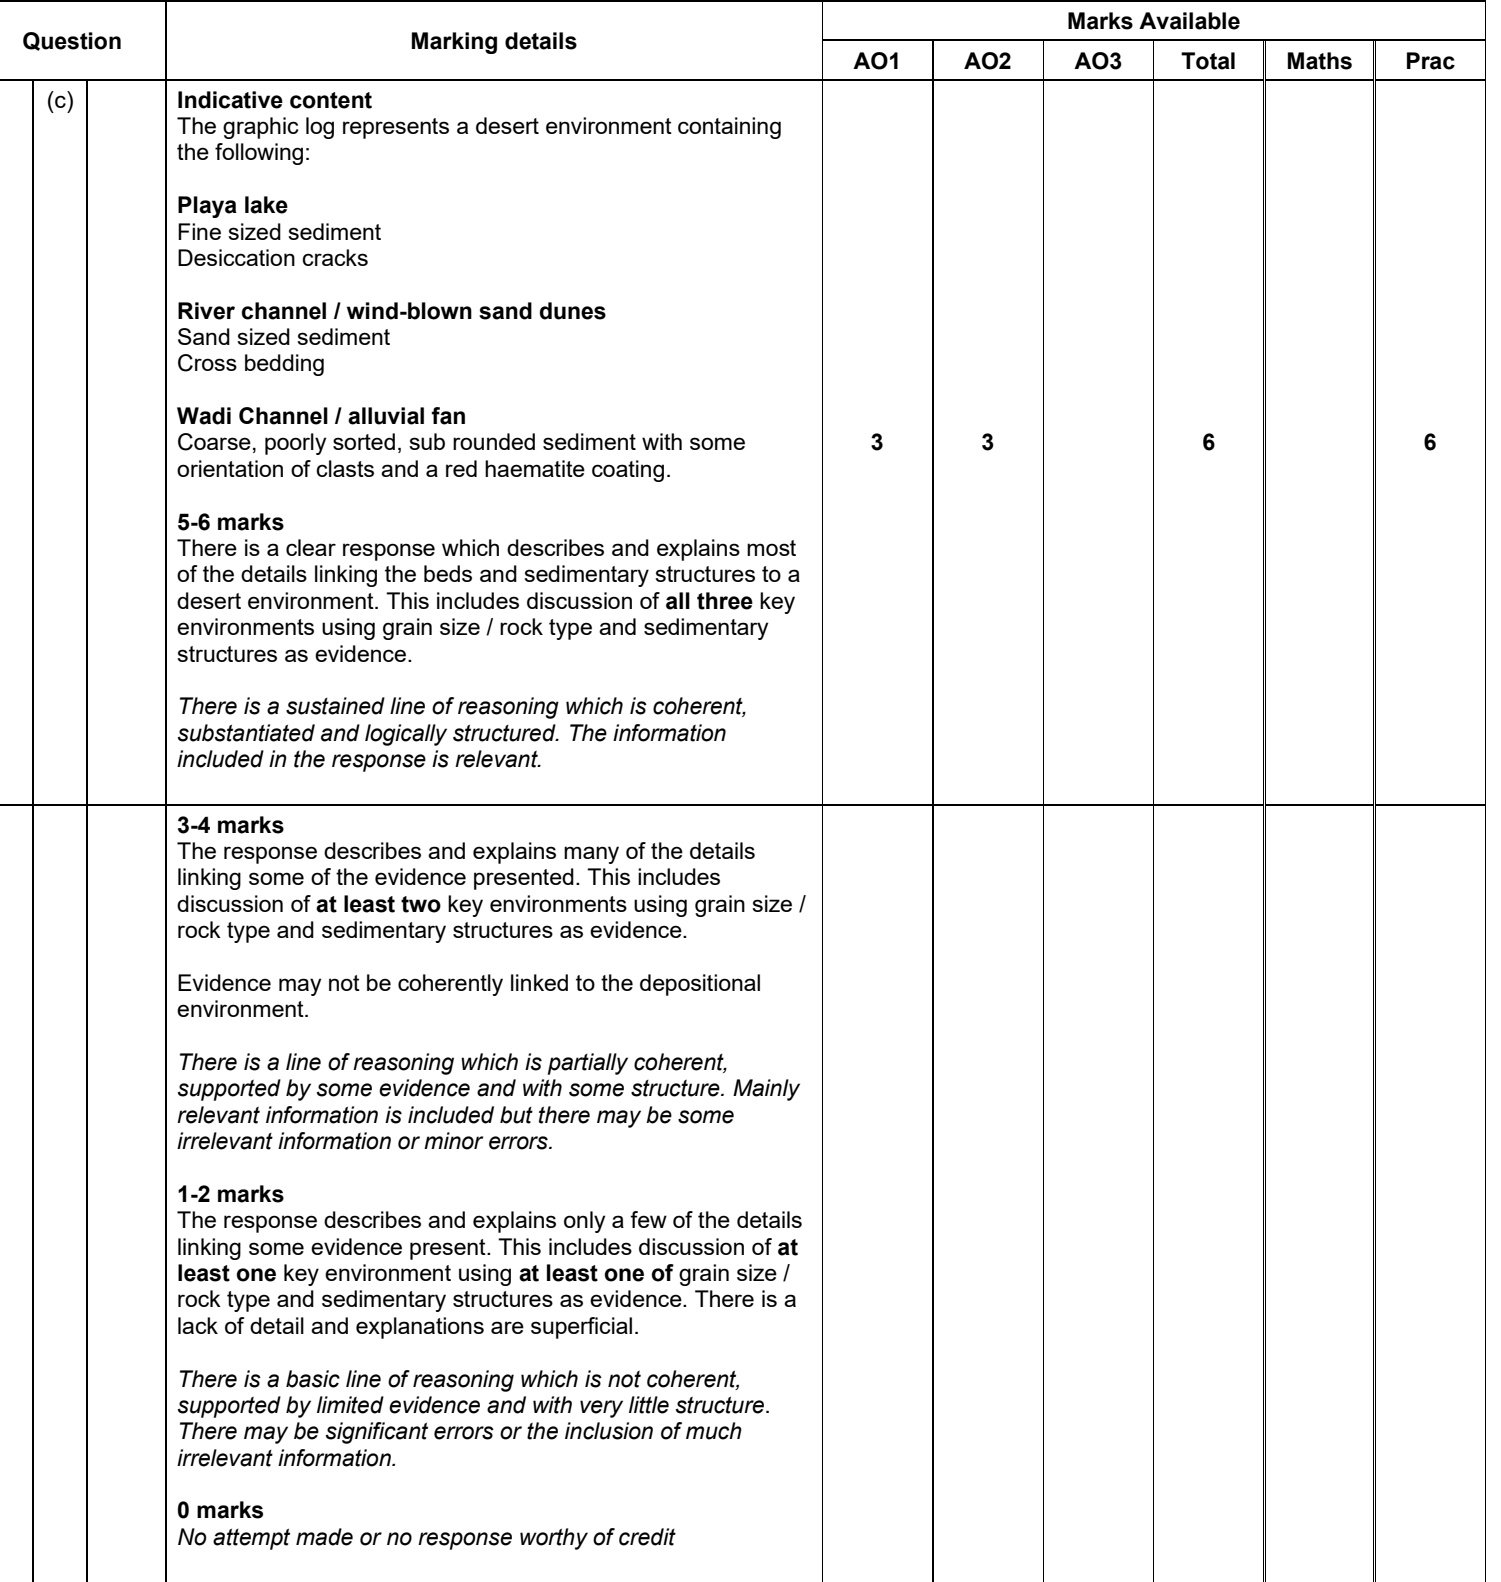 Question
Marking details
Marks Available
AO1
AO2
AO3
Total
Maths
Prac
(c)
Indicative content
The graphic log represents a desert environment containing
the following:
Playa lake
Fine sized sediment
Desiccation cracks
River channel / wind-blown sand dunes
Sand sized sediment
Cross bedding
Wadi Channel / alluvial fan
Coarse, poorly sorted, sub rounded sediment with some
orientation of clasts and a red haematite coating.
3
3
6
6
5-6 marks
There is a clear response which describes and explains most
of the details linking the beds and sedimentary structures to a
desert environment. This includes discussion of all three key
environments using grain size / rock type and sedimentary
structures as evidence.
There is a sustained line of reasoning which is coherent,
substantiated and logically structured. The information
included in the response is relevant.
3-4 marks
The response describes and explains many of the details
linking some of the evidence presented. This includes
discussion of at least two key environments using grain size /
rock type and sedimentary structures as evidence.
Evidence may not be coherently linked to the depositional
environment.
There is a line of reasoning which is partially coherent,
supported by some evidence and with some structure. Mainly
relevant information is included but there may be some
irrelevant information or minor errors.
1-2 marks
The response describes and explains only a few of the details
linking some evidence present. This includes discussion of at
least one key environment using at least one of grain size /
rock type and sedimentary structures as evidence. There is a
lack of detail and explanations are superficial.
There is a basic line of reasoning which is not coherent,
supported by limited evidence and with very little structure.
There may be significant errors or the inclusion of much
irrelevant information.
0 marks
No attempt made or no response worthy of credit